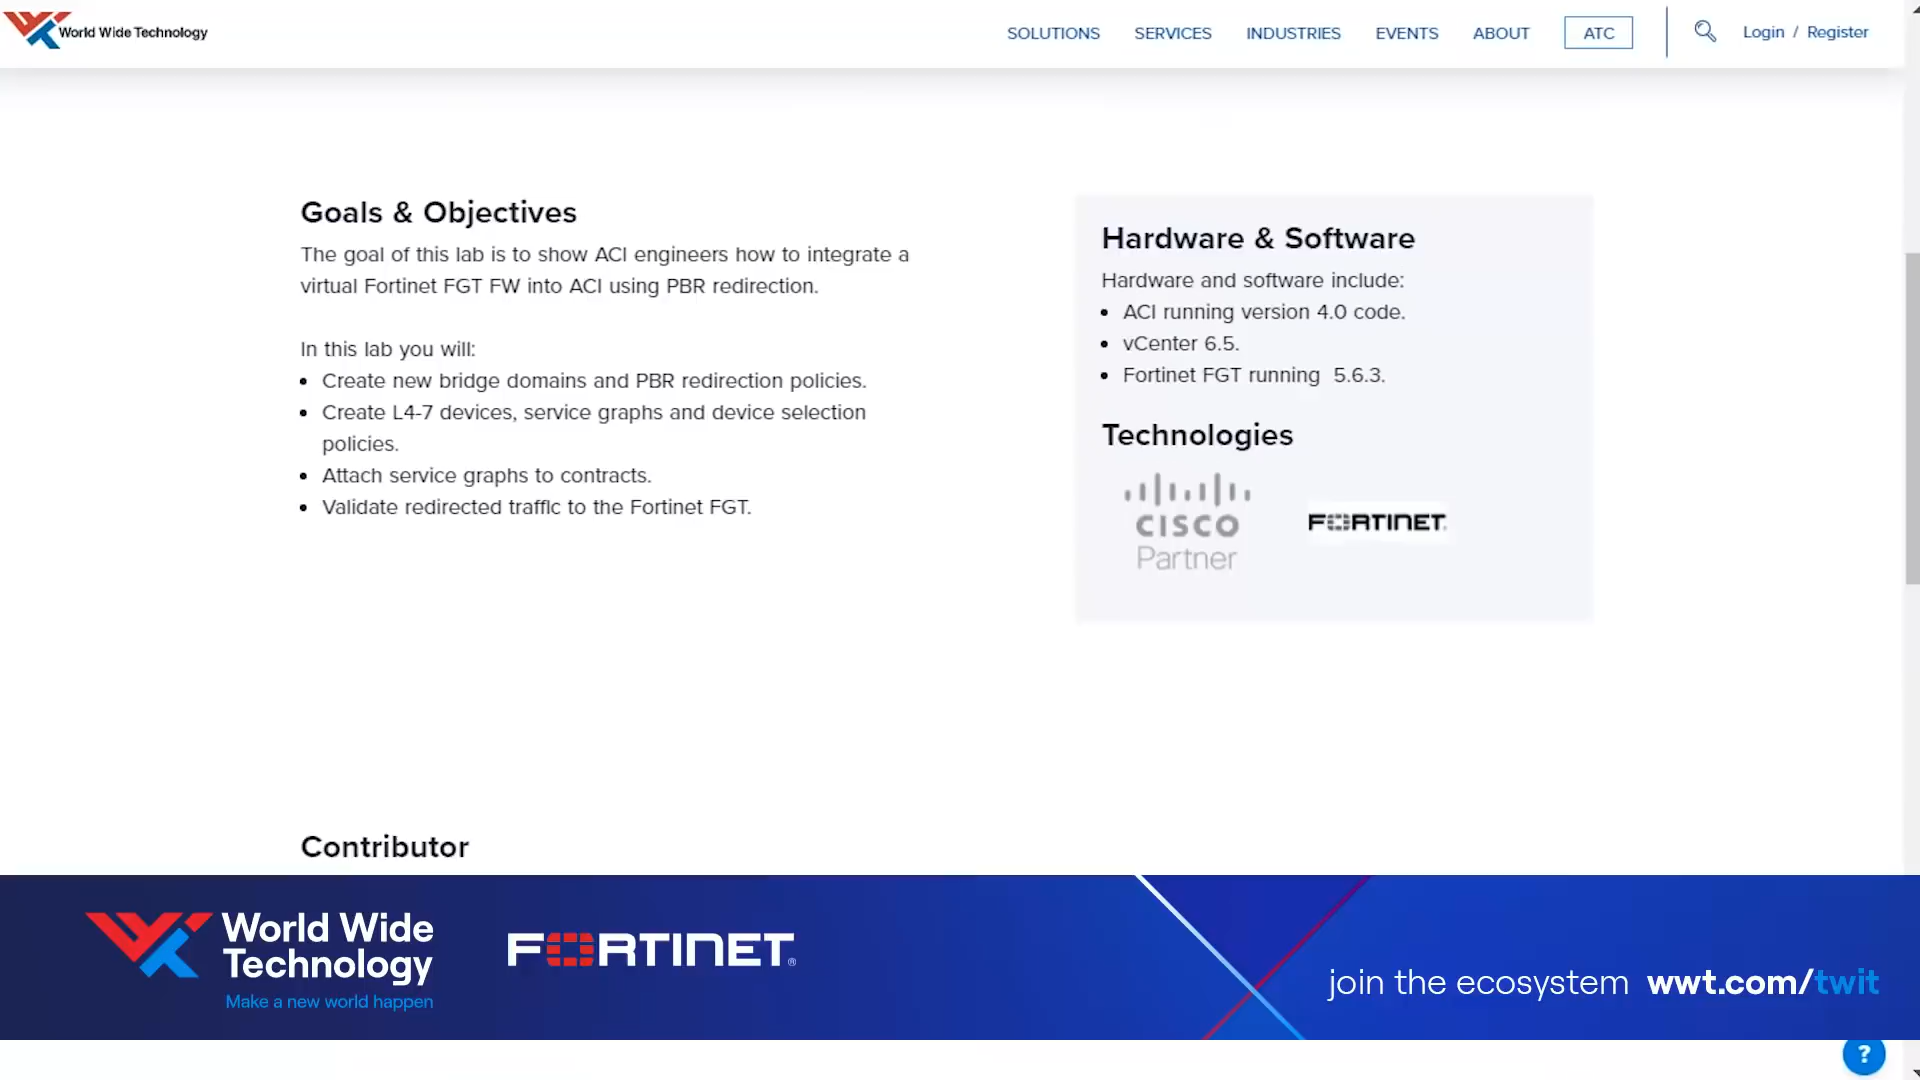 World Wide Technology
SOLUTIONS SERVICES INDUSTRIES EVENTS ABOUT ATC Login / Register
Goals & Objectives
The goal of this lab is to show ACI engineers how to integrate a
virtual Fortinet FGT FW into ACI using PBR redirection.
In this lab you will:
• Create new bridge domains and PBR redirection policies.
• Create L4-7 devices, service graphs and device selection
policies.
• Attach service graphs to contracts.
• Validate redirected traffic to the Fortinet FGT.
Hardware & Software
Hardware and software include:
• ACI running version 4.0 code.
• vCenter 6.5.
• Fortinet FGT running 5.6.3.
Technologies
CISCO
Partner
FORTINET
Contributor
World Wide
Technology
Make a new world happen
FORTINET®
join the ecosystem wwt.com/twit
?